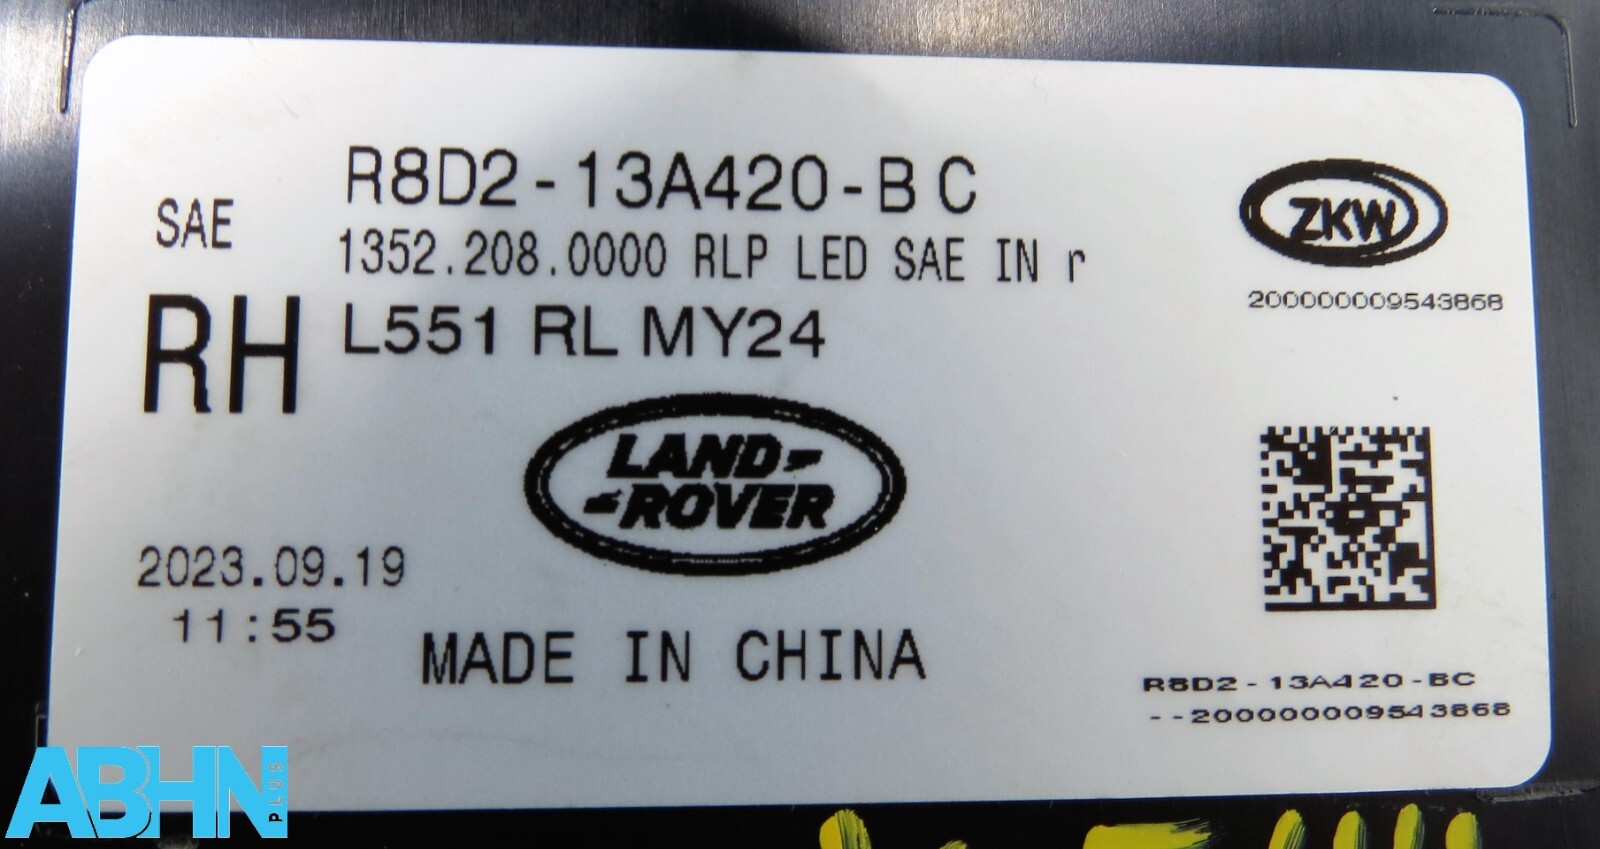 R8D2-13A420-BC
SAE
1352.208.0000 RLP LED SAE IN r
RH
L551 RL MY24
ZKW
200000009543868
LAND-
-ROVER
2023.09.19
11:55
MADE IN CHINA
R8D2-13A420-BC
--200000009543868
ABHN PLUS